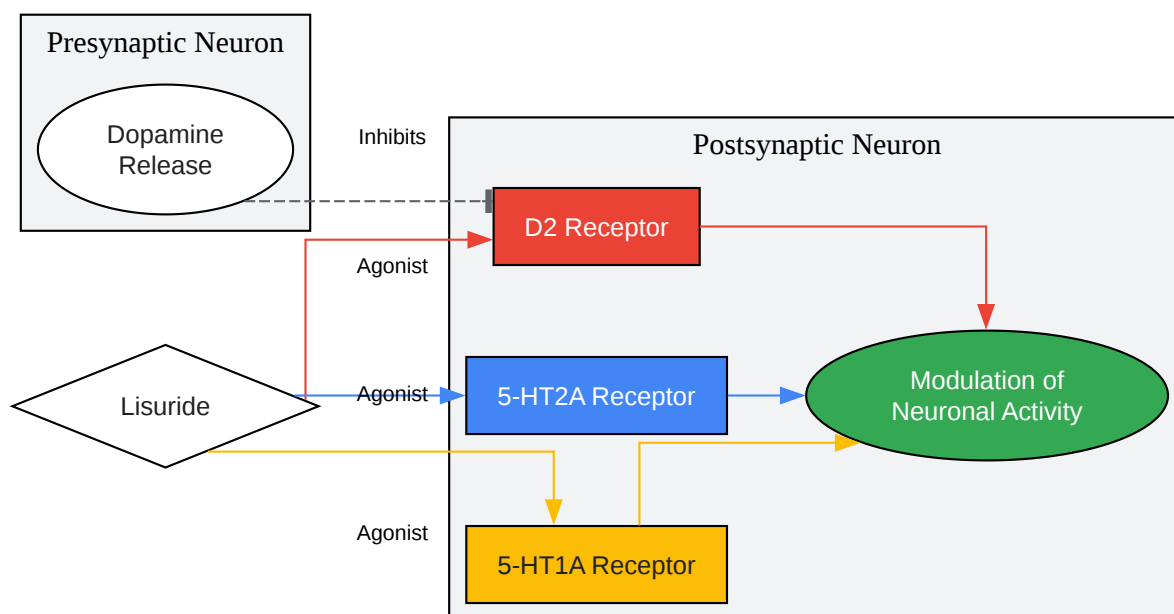 Presynaptic Neuron
Dopamine
Release
Inhibits
Postsynaptic Neuron
D2 Receptor
Agonist
Lisuride
Agonist
5-HT2A Receptor
Modulation of
Neuronal Activity
Agonist
5-HT1A Receptor